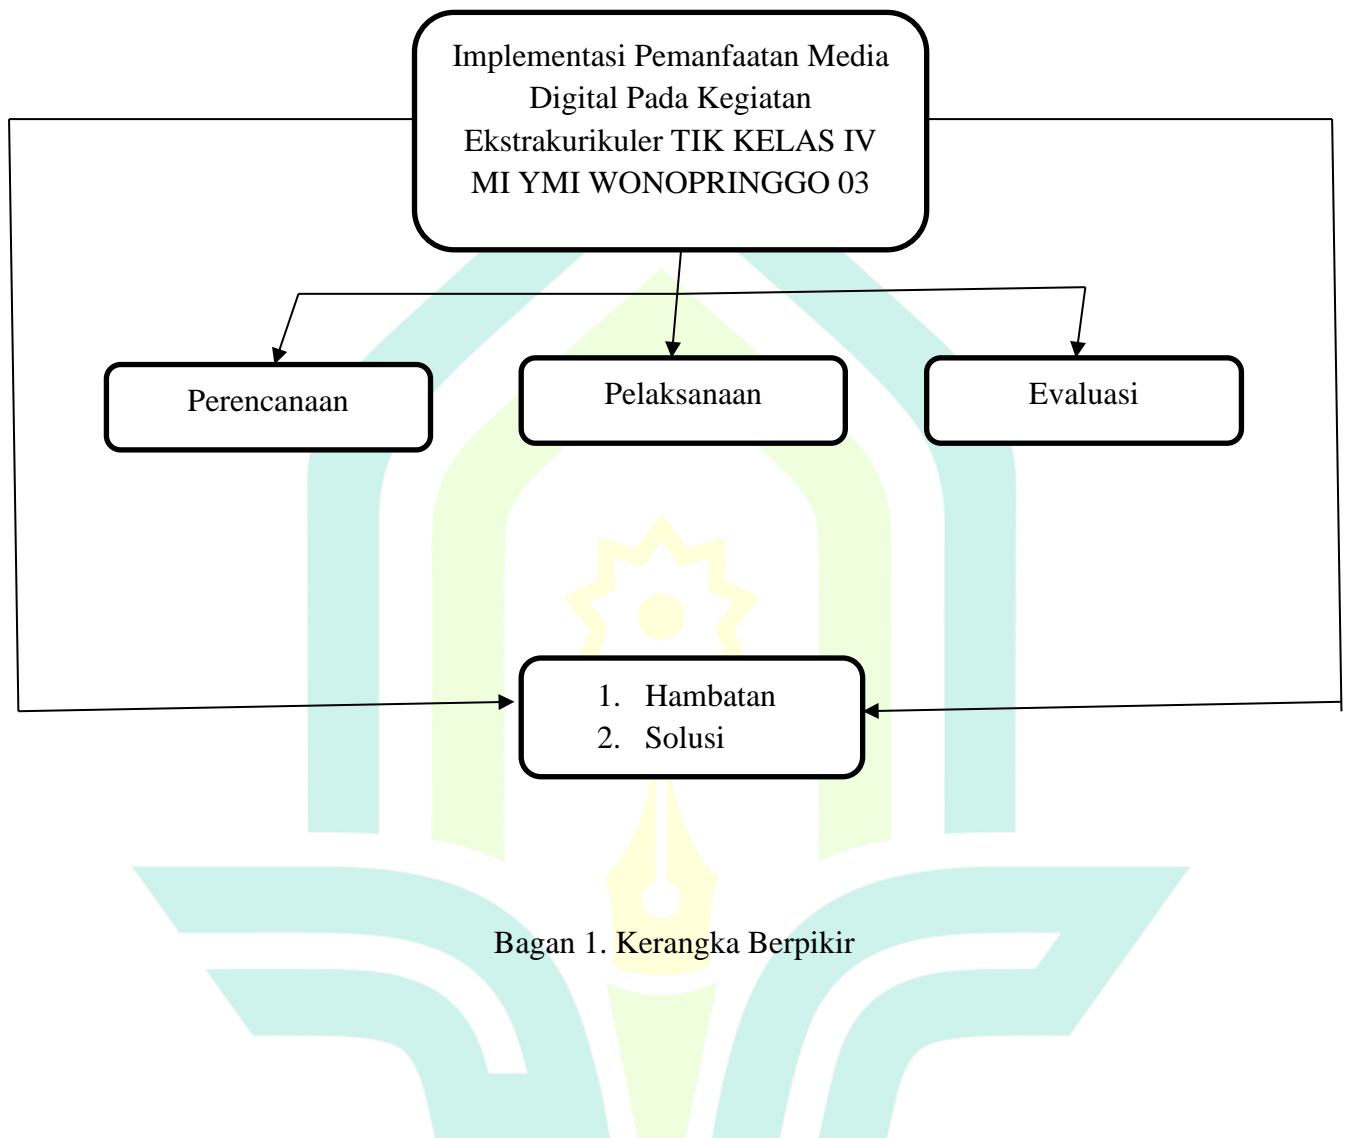 Implementasi Pemanfaatan Media
Digital Pada Kegiatan
Ekstrakurikuler TIK KELAS IV
MI YMI WONOPRINGGO 03
Perencanaan
Pelaksanaan
Evaluasi
1. Hambatan
2. Solusi
Bagan 1. Kerangka Berpikir